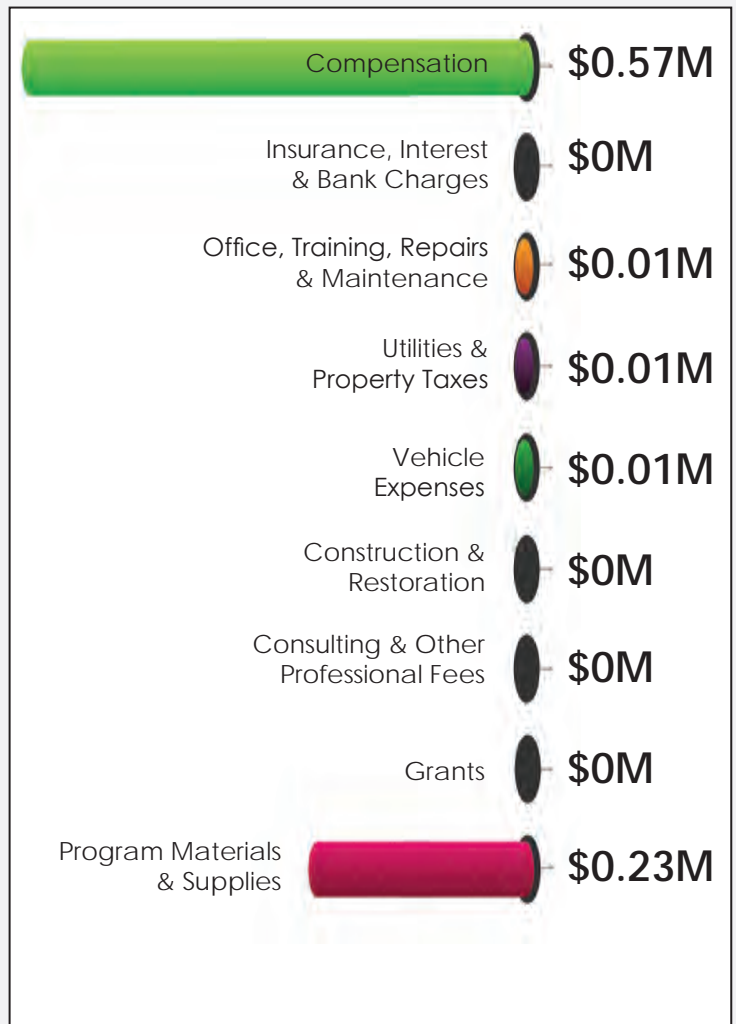 Compensation $0.57M
Insurance, Interest
& Bank Charges
$0M
Office, Training, Repairs
& Maintenance
$0.01M
Utilities &
Property Taxes
$0.01M
Vehicle
Expenses
$0.01M
Construction &
Restoration
$0M
Consulting & Other
Professional Fees
$0M
Grants $0M
Program Materials
& Supplies
$0.23M